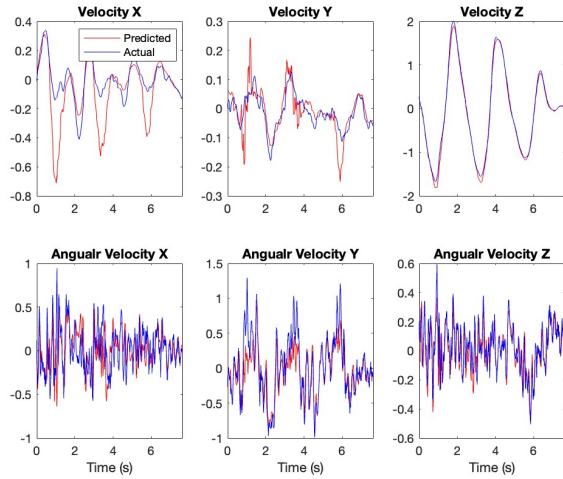 Velocity X
Velocity Y
Velocity Z
Predicted
Actual
0.4
0.2
0
-0.2
-0.4
-0.6
-0.8
0 2 4 6
0.3
0.2
0.1
0
-0.1
-0.2
-0.3
0 2 4 6
2
1
0
-1
-2
0 2 4 6
Angualr Velocity X
Angualr Velocity Y
Angualr Velocity Z
1
0.5
0
-0.5
-1
0 2 4 6
Time (s)
1.5
1
0.5
0
-0.5
-1
0 2 4 6
Time (s)
0.6
0.4
0.2
0
-0.2
-0.4
-0.6
0 2 4 6
Time (s)